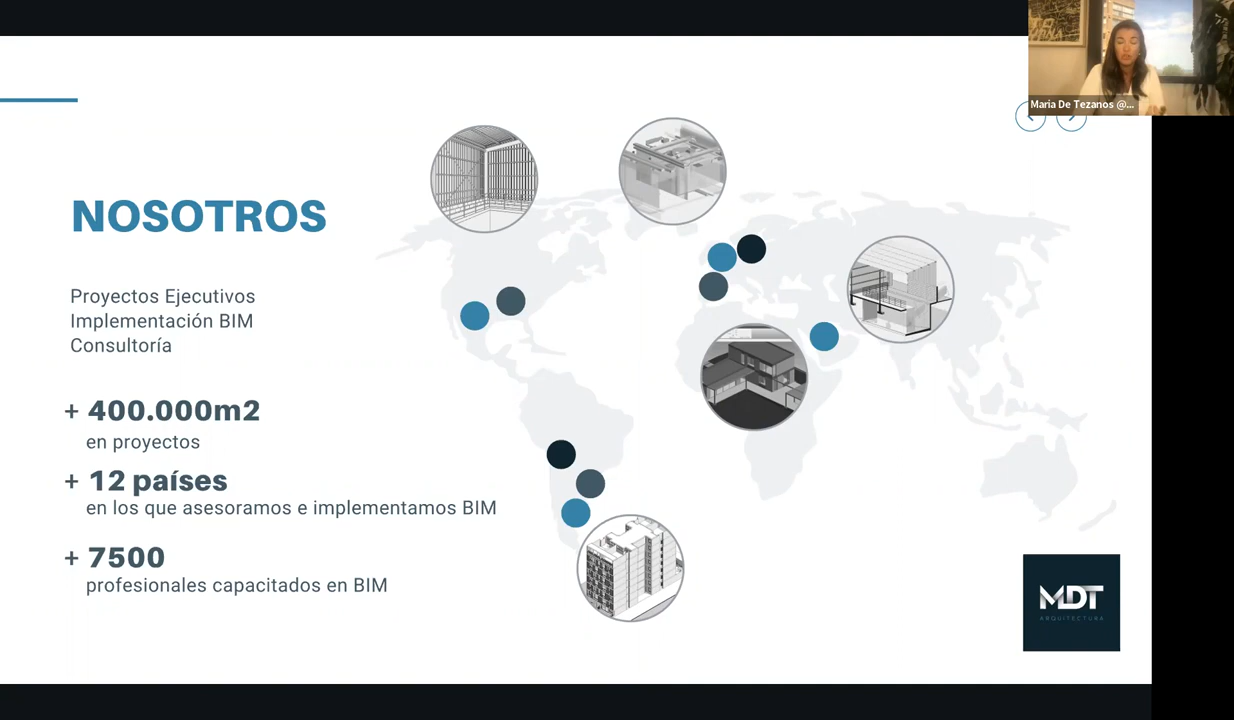 Maria De Tezanos @...
NOSOTROS
Proyectos Ejecutivos
Implementación BIM
Consultoría
+ 400.000m2
en proyectos
+ 12 países
en los que asesoramos e implementamos BIM
+ 7500
profesionales capacitados en BIM
MDT
ARQUITECTURA